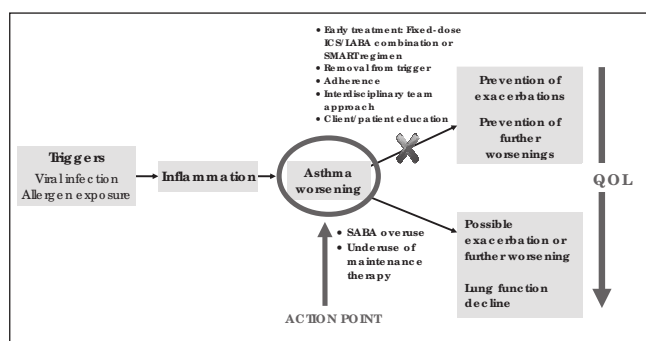 • Early treatment: Fixed-dose
ICS/LABA combination or
SMART regimen
• Removal from trigger
• Adherence
• Interdisciplinary team
approach
• Client/patient education
Prevention of
exacerbations
Prevention of
further
worsenings
Triggers
Viral infection
Allergen exposure
Inflammation
Asthma
worsening
QOL
• SABA overuse
• Underuse of
maintenance
therapy
Possible
exacerbation or
further worsening
Lung function
decline
ACTION POINT